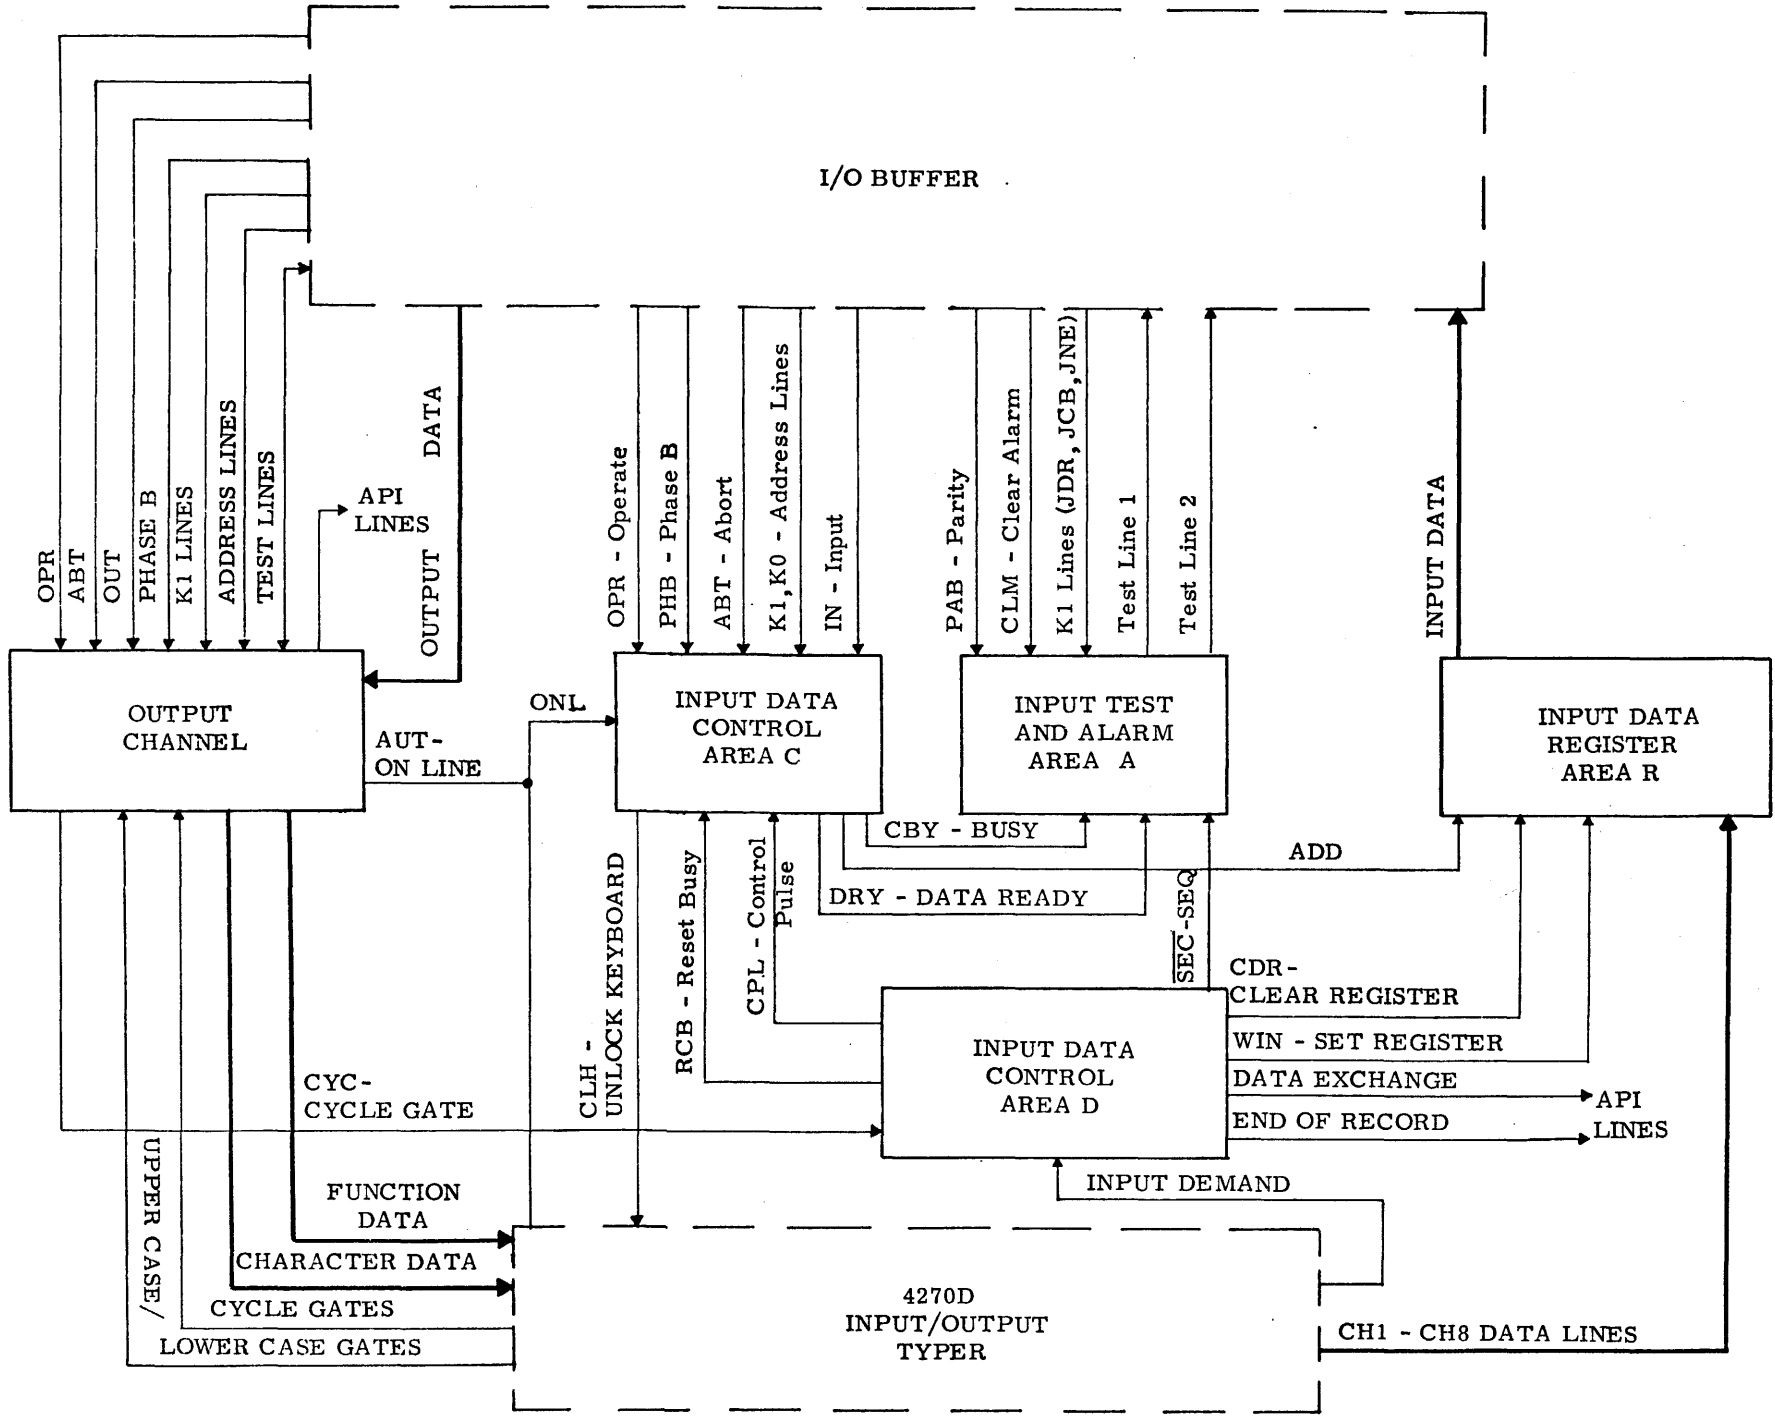 I/O BUFFER
OPR
ABT
OUT
PHASE B
K1 LINES
ADDRESS LINES
TEST LINES
API
LINES
OUTPUT DATA
OPR - Operate
PHB - Phase B
ABT - Abort
K1,K0 - Address Lines
IN - Input
PAB - Parity
CLM - Clear Alarm
K1 Lines (JDR, JCB, JNE)
Test Line 1
Test Line 2
INPUT DATA
OUTPUT
CHANNEL
AUT-
ON LINE
ONL
INPUT DATA
CONTROL
AREA C
INPUT TEST
AND ALARM
AREA A
INPUT DATA
REGISTER
AREA R
CBY - BUSY
ADD
DRY - DATA READY
CLH -
UNLOCK KEYBOARD
RCB - Reset Busy
CPL - Control
Pulse
SEC-SEQ
CDR-
CLEAR REGISTER
WIN - SET REGISTER
DATA EXCHANGE
END OF RECORD
API
LINES
INPUT DATA
CONTROL
AREA D
CYC-
CYCLE GATE
INPUT DEMAND
FUNCTION
DATA
CHARACTER DATA
CYCLE GATES
UPPER CASE/
LOWER CASE GATES
4270D
INPUT/OUTPUT
TYPER
CH1 - CH8 DATA LINES